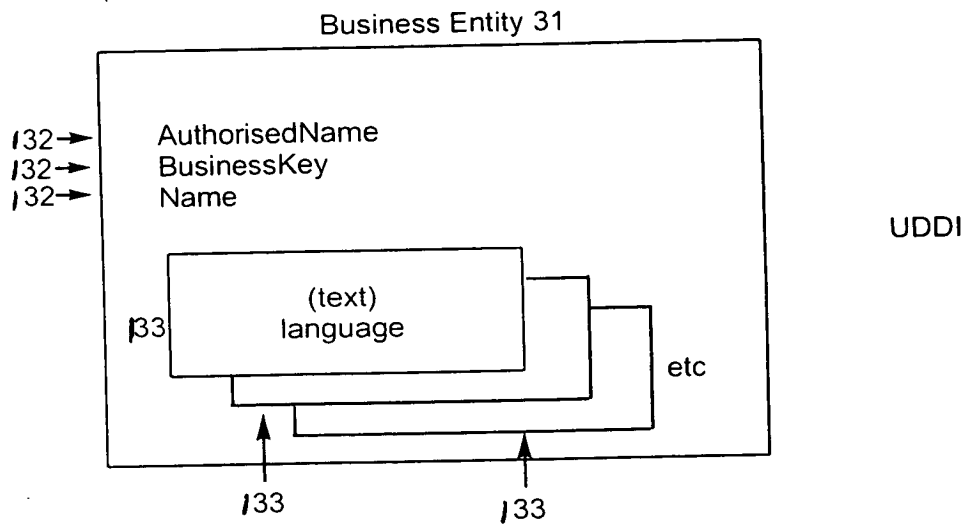 Business Entity 31
132 AuthorisedName
132 BusinessKey
132 Name
UDDI
(text)
133 language
etc
133
133